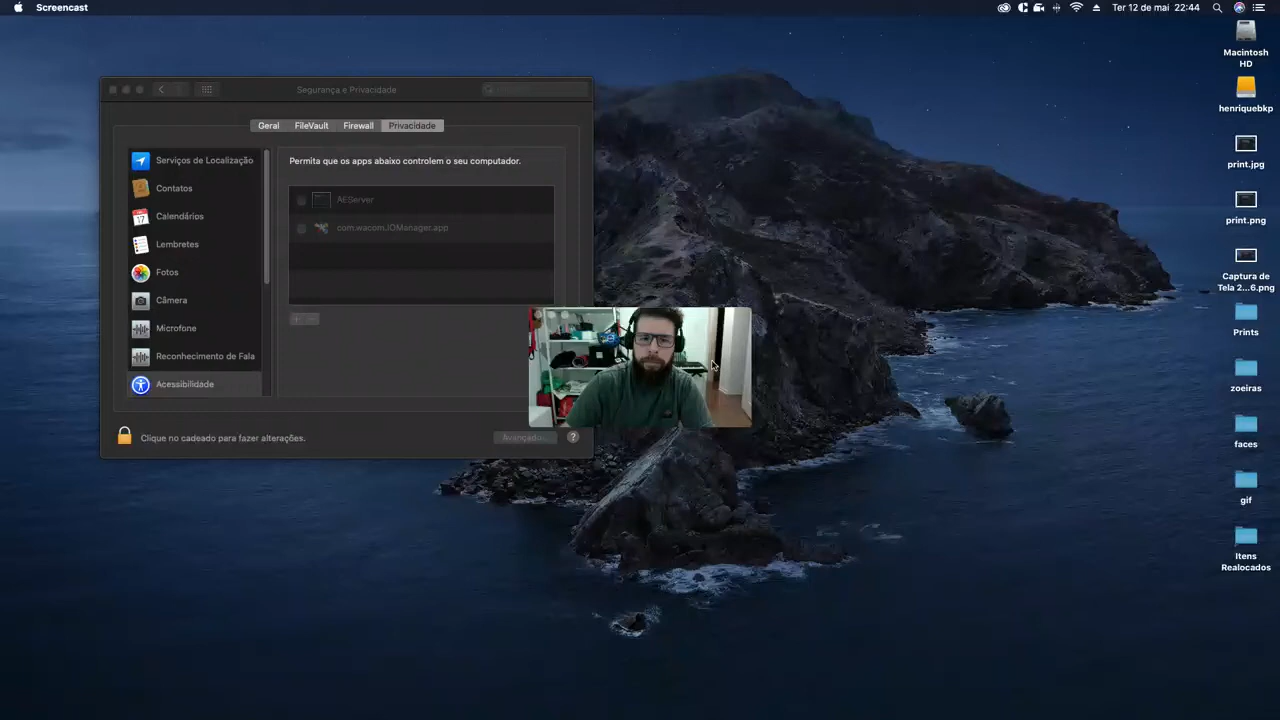 Screencast
Ter 12 de mai 22:44
Segurança e Privacidade
Geral
FileVault
Firewall
Privacidade
Serviços de Localização
Contatos
Calendários
17
Lembretes
Fotos
Câmera
Microfone
Reconhecimento de Fala
Acessibilidade
Permita que os apps abaixo controlem o seu computador.
AEServer
com.wacom.IOManager.app
Clique no cadeado para fazer alterações.
Avançado...
?
Macintosh
HD
henriquebkp
print.jpg
print.png
Captura de
Tela 2...6.png
Prints
zoeiras
faces
gif
Itens
Realocados